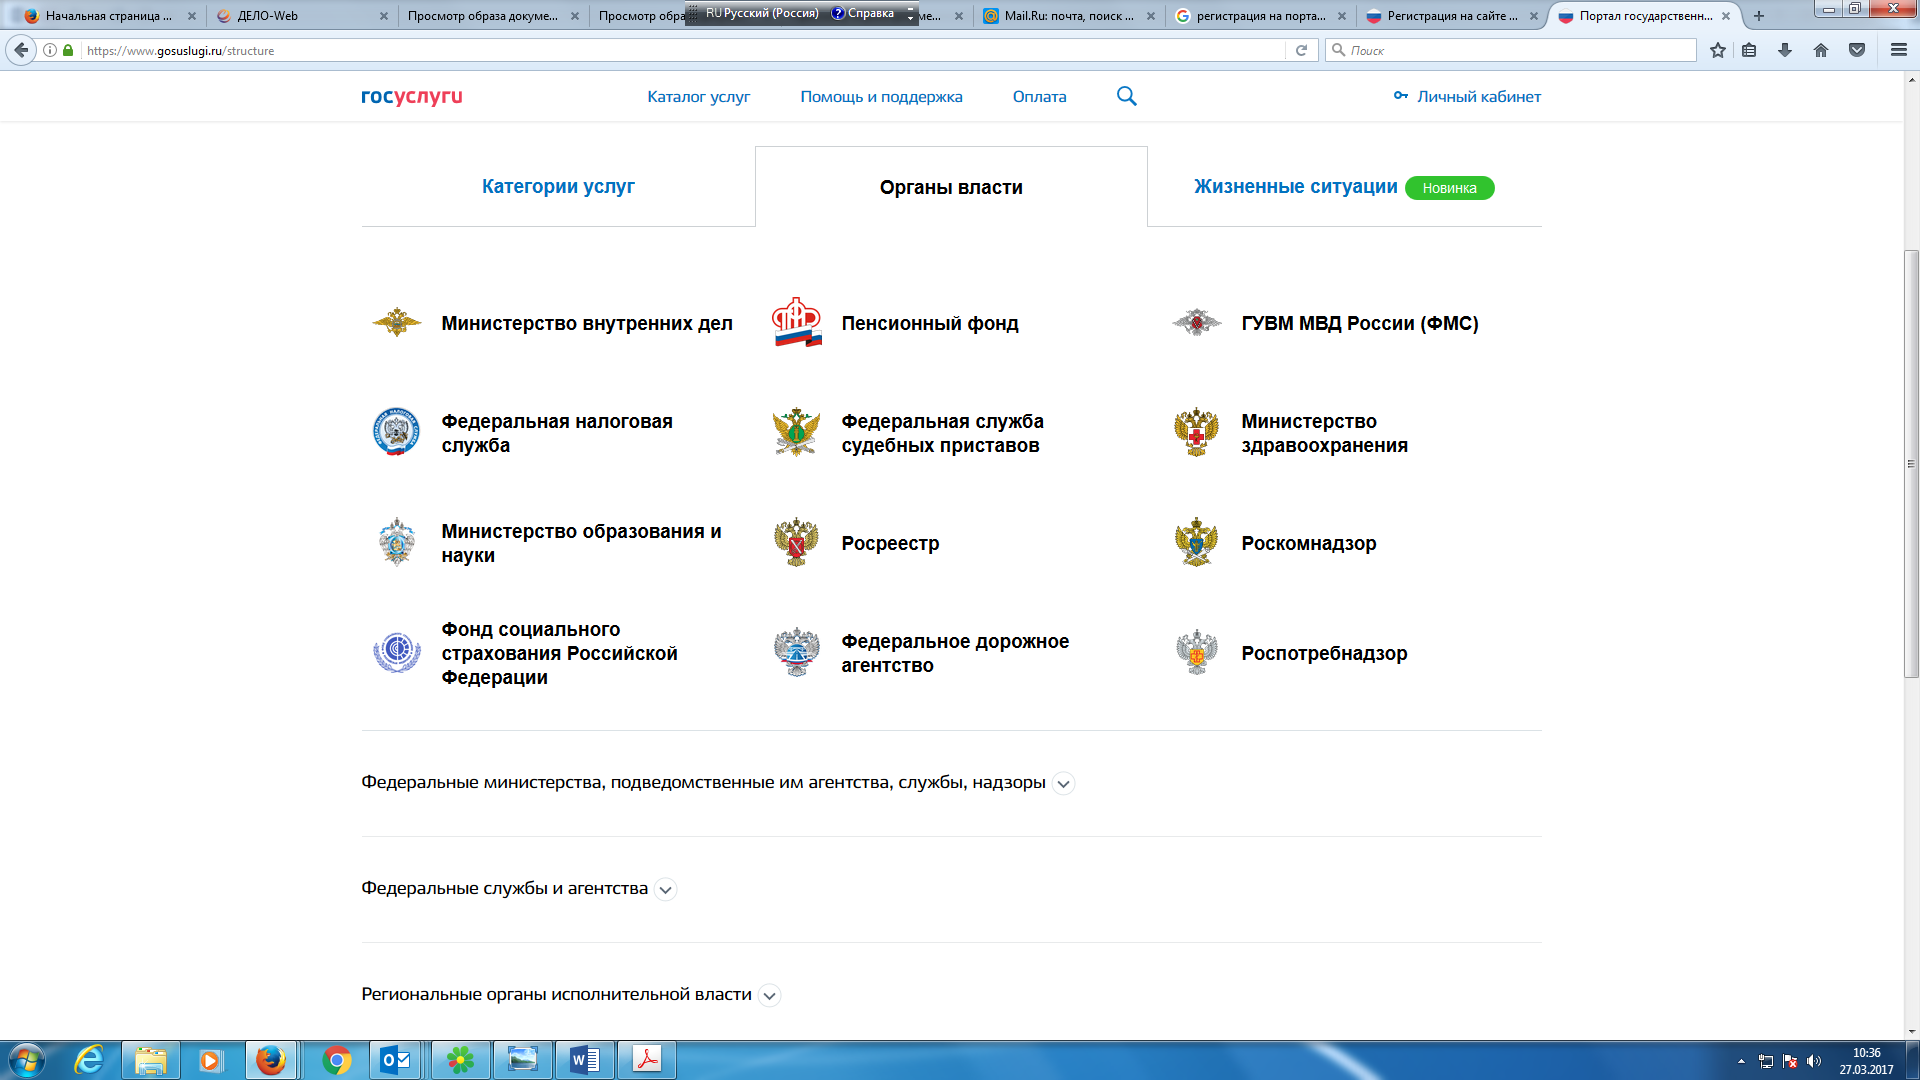 Начальная страница ...
ДЕЛО-Web
Просмотр образа докуме...
Просмотр обра
RU Русский (Россия)
Справка
ме...
Mail.Ru: почта, поиск ...
регистрация на порта...
Регистрация на сайте ...
Портал государственн...
https://www.gosuslugi.ru/structure
Поиск
госуслуги
Каталог услуг
Помощь и поддержка
Оплата
Личный кабинет
Категории услуг
Органы власти
Жизненные ситуации
Новинка
Министерство внутренних дел
Пенсионный фонд
ГУВМ МВД России (ФМС)
Федеральная налоговая
служба
Федеральная служба
судебных приставов
Министерство
здравоохранения
Министерство образования и
науки
Росреестр
Роскомнадзор
Фонд социального
страхования Российской
Федерации
Федеральное дорожное
агентство
Роспотребнадзор
Федеральные министерства, подведомственные им агентства, службы, надзоры
Федеральные службы и агентства
Региональные органы исполнительной власти
10:36
27.03.2017